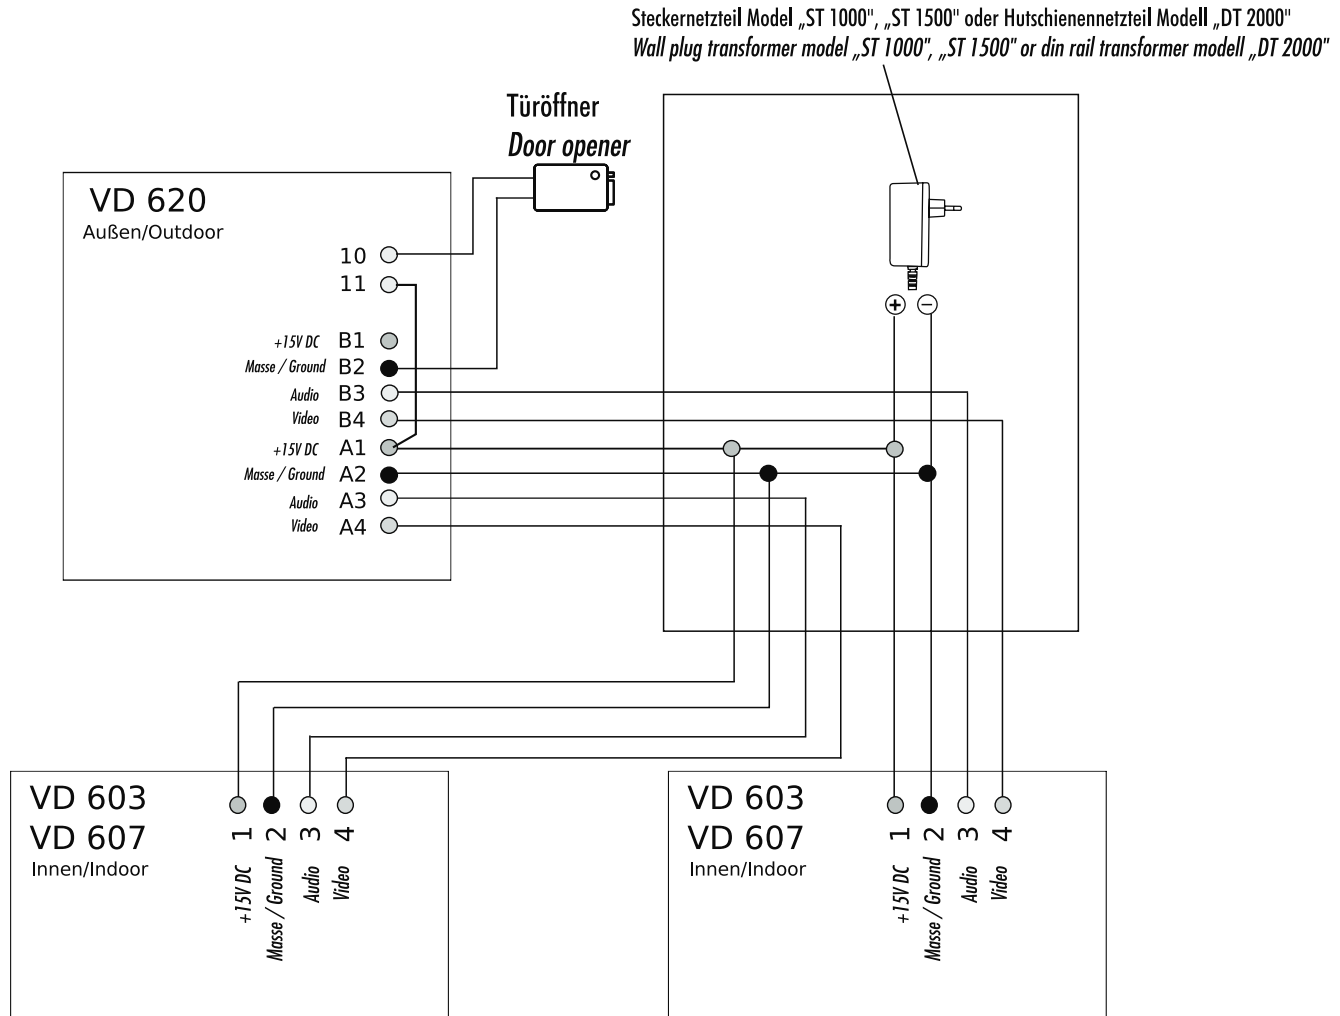 Steckernetzteil Model „ST 1000", „ST 1500" oder Hutschienennetzteil Modell „DT 2000"
Wall plug transformer model „ST 1000", „ST 1500" or din rail transformer modell „DT 2000"
Türöffner
Door opener
VD 620
Außen/Outdoor
10
11
+15V DC B1
Masse / Ground B2
Audio B3
Video B4
+15V DC A1
Masse / Ground A2
Audio A3
Video A4
+ −
VD 603
VD 607
Innen/Indoor
1 2 3 4
+15V DC
Masse / Ground
Audio
Video
VD 603
VD 607
Innen/Indoor
1 2 3 4
+15V DC
Masse / Ground
Audio
Video